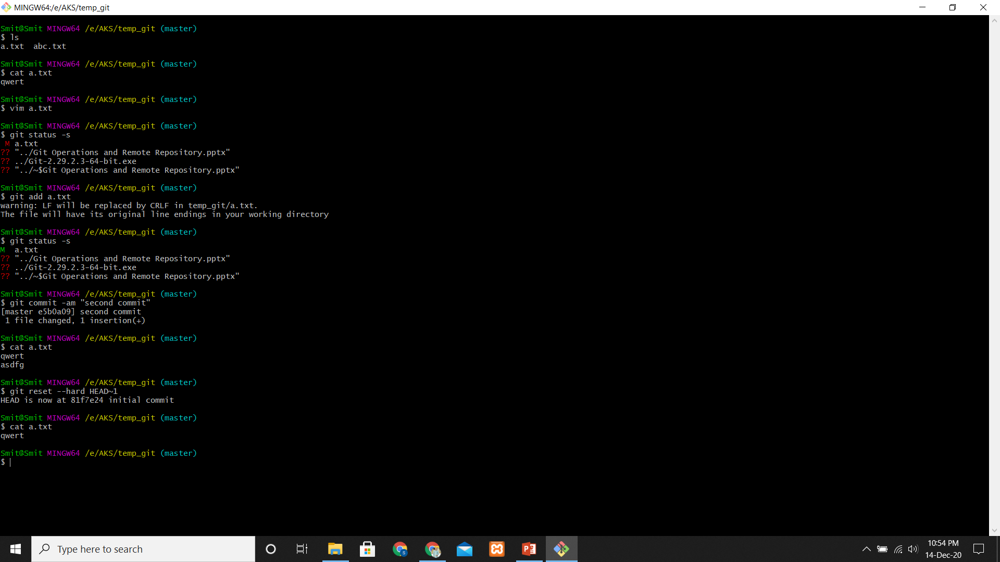 MINGW64:/e/AKS/temp_git
Smit@Smit MINGW64 /e/AKS/temp_git (master)
$ ls
a.txt  abc.txt
Smit@Smit MINGW64 /e/AKS/temp_git (master)
$ cat a.txt
qwert
Smit@Smit MINGW64 /e/AKS/temp_git (master)
$ vim a.txt
Smit@Smit MINGW64 /e/AKS/temp_git (master)
$ git status -s
 M a.txt
?? "../Git Operations and Remote Repository.pptx"
?? ../Git-2.29.2.3-64-bit.exe
?? "../~$Git Operations and Remote Repository.pptx"
Smit@Smit MINGW64 /e/AKS/temp_git (master)
$ git add a.txt
warning: LF will be replaced by CRLF in temp_git/a.txt.
The file will have its original line endings in your working directory
Smit@Smit MINGW64 /e/AKS/temp_git (master)
$ git status -s
M  a.txt
?? "../Git Operations and Remote Repository.pptx"
?? ../Git-2.29.2.3-64-bit.exe
?? "../~$Git Operations and Remote Repository.pptx"
Smit@Smit MINGW64 /e/AKS/temp_git (master)
$ git commit -am "second commit"
[master e5b0a09] second commit
 1 file changed, 1 insertion(+)
Smit@Smit MINGW64 /e/AKS/temp_git (master)
$ cat a.txt
qwert
asdfg
Smit@Smit MINGW64 /e/AKS/temp_git (master)
$ git reset --hard HEAD~1
HEAD is now at 81f7e24 initial commit
Smit@Smit MINGW64 /e/AKS/temp_git (master)
$ cat a.txt
qwert
Smit@Smit MINGW64 /e/AKS/temp_git (master)
$
Type here to search
10:54 PM
14-Dec-20